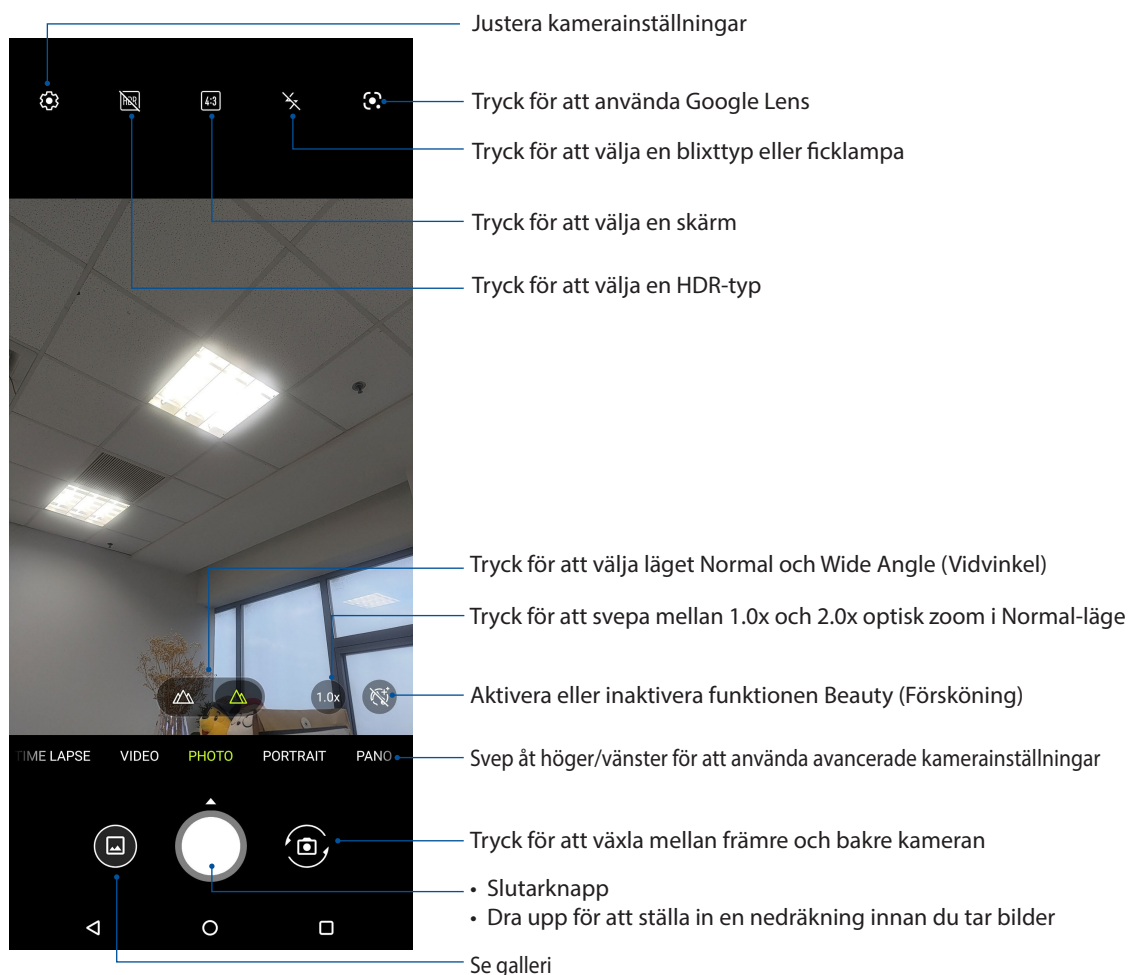 Justera kamerainställningar
HDR
4:3
Tryck för att använda Google Lens
Tryck för att välja en blixttyp eller ficklampa
Tryck för att välja en skärm
Tryck för att välja en HDR-typ
Tryck för att välja läget Normal och Wide Angle (Vidvinkel)
Tryck för att svepa mellan 1.0x och 2.0x optisk zoom i Normal-läge
1.0x
Aktivera eller inaktivera funktionen Beauty (Försköning)
TIME LAPSE VIDEO PHOTO PORTRAIT PANO
Svep åt höger/vänster för att använda avancerade kamerainställningar
Tryck för att växla mellan främre och bakre kameran
• Slutarknapp
• Dra upp för att ställa in en nedräkning innan du tar bilder
Se galleri